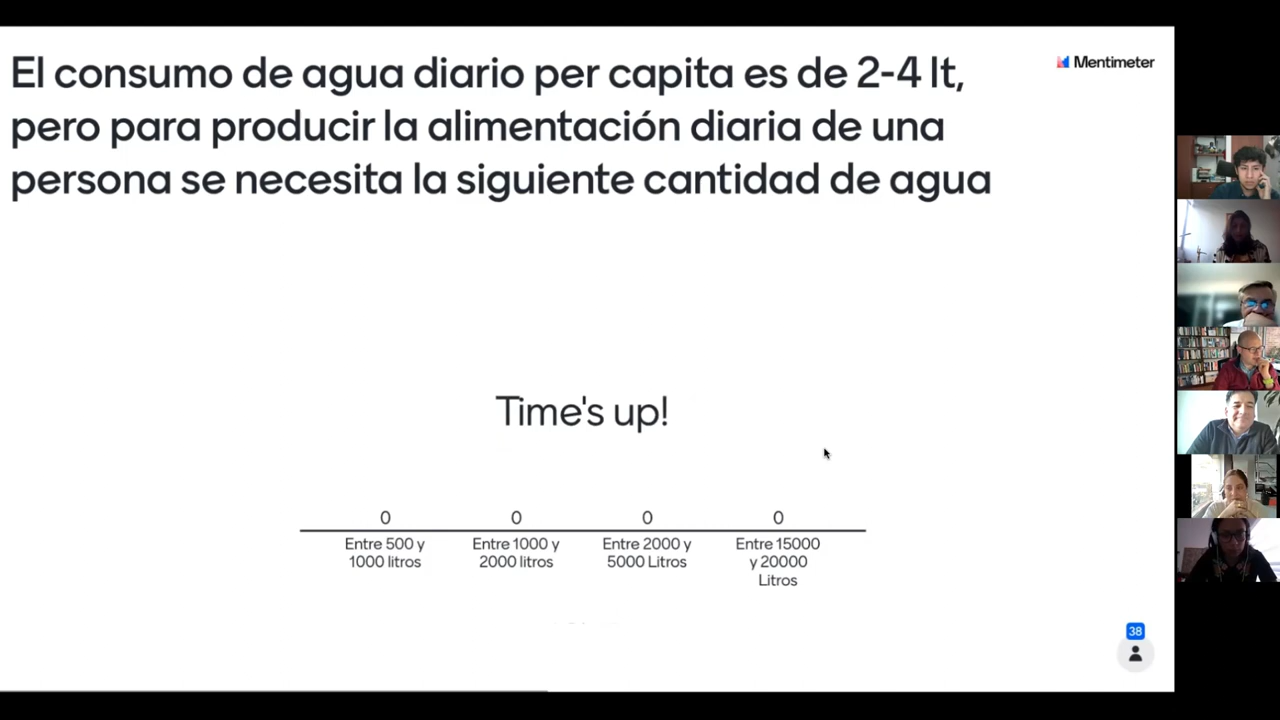 El consumo de agua diario per capita es de 2-4 lt,
pero para producir la alimentación diaria de una
persona se necesita la siguiente cantidad de agua
Mentimeter
Time's up!
0
0
0
0
Entre 500 y
1000 litros
Entre 1000 y
2000 litros
Entre 2000 y
5000 Litros
Entre 15000
y 20000
Litros
38